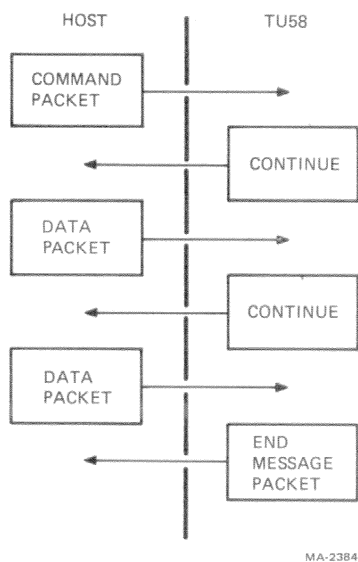 HOST TU58
COMMAND
PACKET
CONTINUE
DATA
PACKET
CONTINUE
DATA
PACKET
END
MESSAGE
PACKET
MA-2384